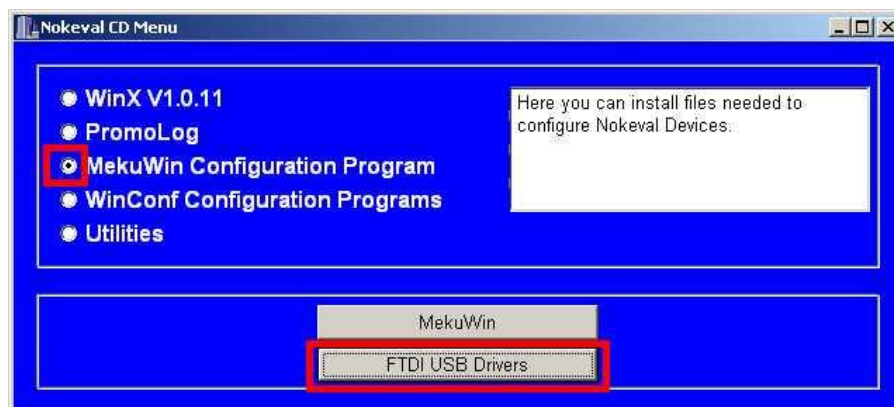 Nokeval CD Menu
WinX V1.0.11
PromoLog
MekuWin Configuration Program
WinConf Configuration Programs
Utilities
Here you can install files needed to
configure Nokeval Devices.
MekuWin
FTDI USB Drivers